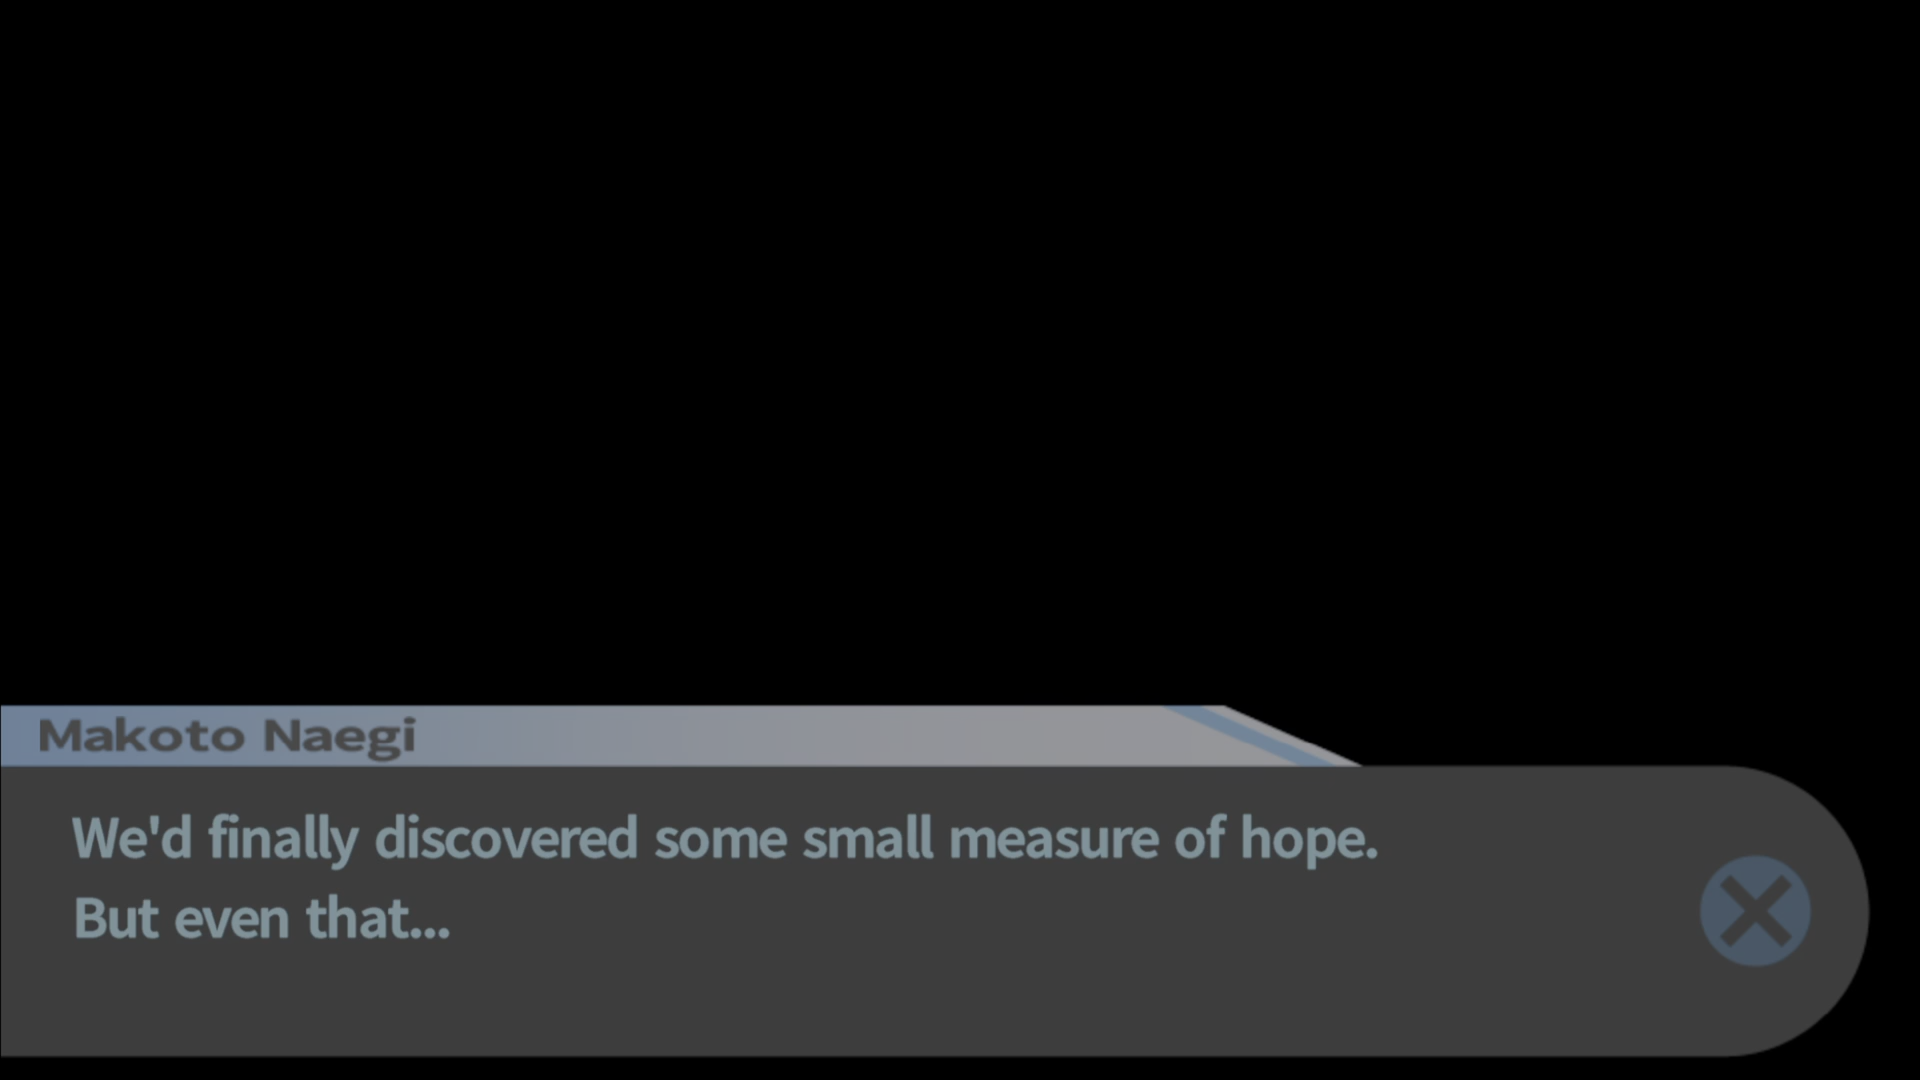 Makoto Naegi
We'd finally discovered some small measure of hope.
But even that...